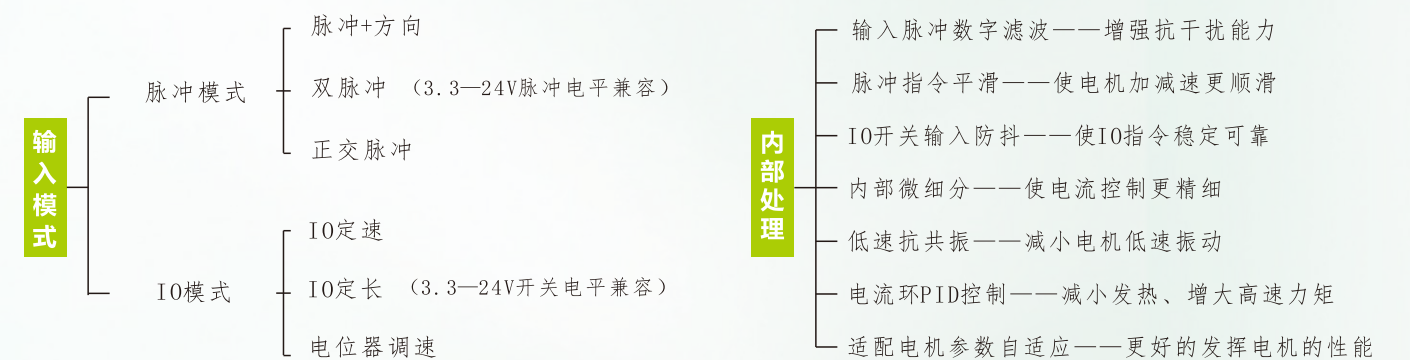 输入模式
脉冲模式
脉冲+方向
双脉冲 （3.3—24V脉冲电平兼容）
正交脉冲
IO模式
IO定速
IO定长 （3.3—24V开关电平兼容）
电位器调速
内部处理
输入脉冲数字滤波——增强抗干扰能力
脉冲指令平滑——使电机加减速更顺滑
IO开关输入防抖——使IO指令稳定可靠
内部微细分——使电流控制更精细
低速抗共振——减小电机低速振动
电流环PID控制——减小发热、增大高速力矩
适配电机参数自适应——更好的发挥电机的性能